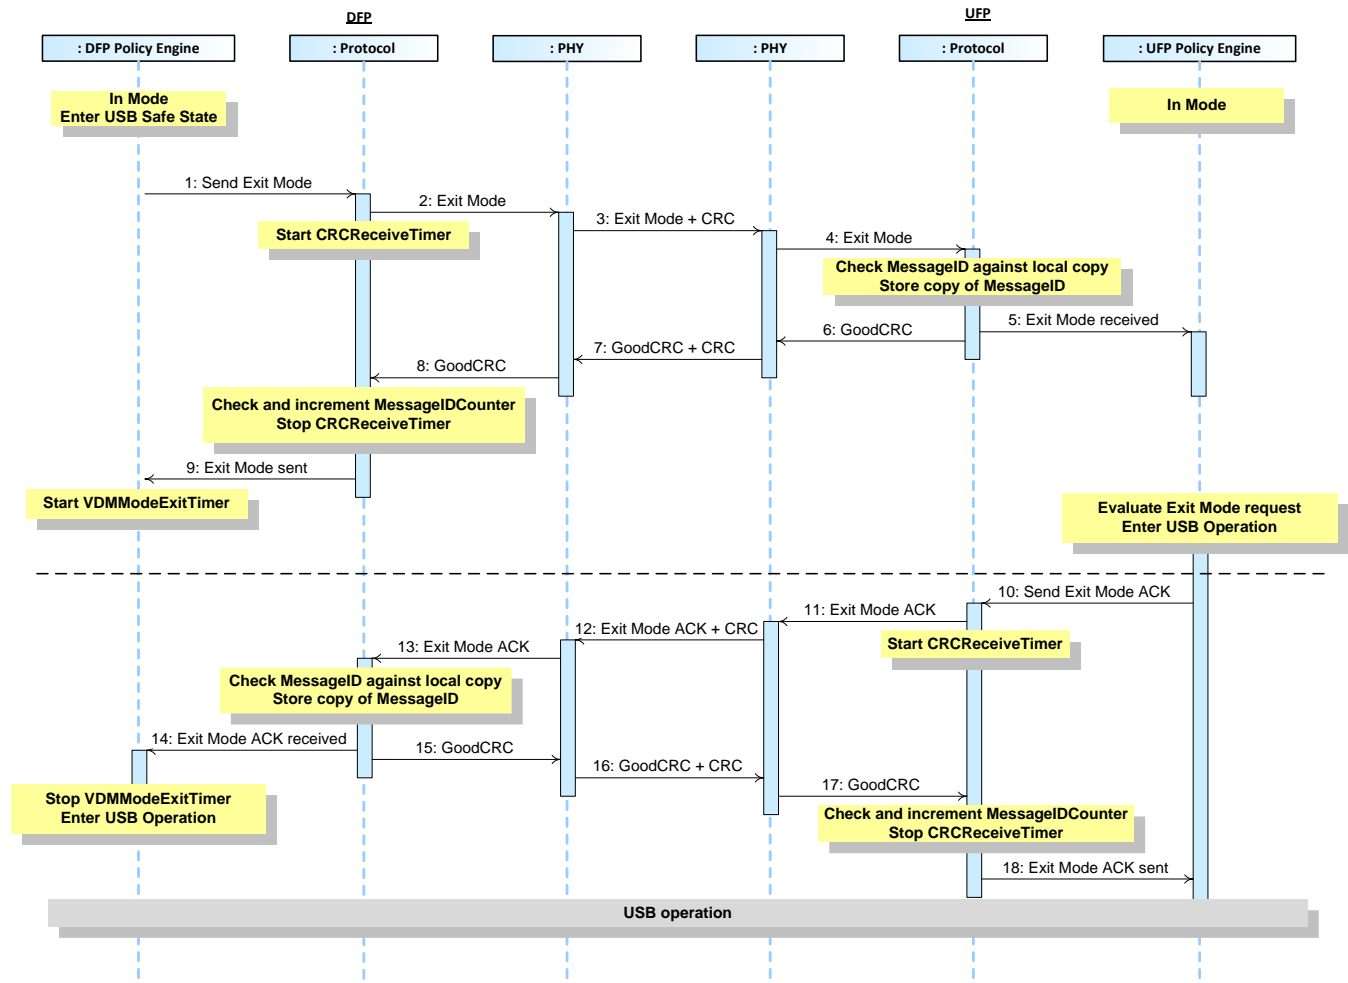 DFP
UFP
: DFP Policy Engine
: Protocol
: PHY
: PHY
: Protocol
: UFP Policy Engine
In Mode
Enter USB Safe State
In Mode
1: Send Exit Mode
2: Exit Mode
3: Exit Mode + CRC
Start CRCReceiveTimer
4: Exit Mode
Check MessageID against local copy
Store copy of MessageID
5: Exit Mode received
6: GoodCRC
7: GoodCRC + CRC
8: GoodCRC
Check and increment MessageIDCounter
Stop CRCReceiveTimer
9: Exit Mode sent
Start VDMModeExitTimer
Evaluate Exit Mode request
Enter USB Operation
10: Send Exit Mode ACK
11: Exit Mode ACK
12: Exit Mode ACK + CRC
Start CRCReceiveTimer
13: Exit Mode ACK
Check MessageID against local copy
Store copy of MessageID
14: Exit Mode ACK received
15: GoodCRC
16: GoodCRC + CRC
17: GoodCRC
Stop VDMModeExitTimer
Enter USB Operation
Check and increment MessageIDCounter
Stop CRCReceiveTimer
18: Exit Mode ACK sent
USB operation